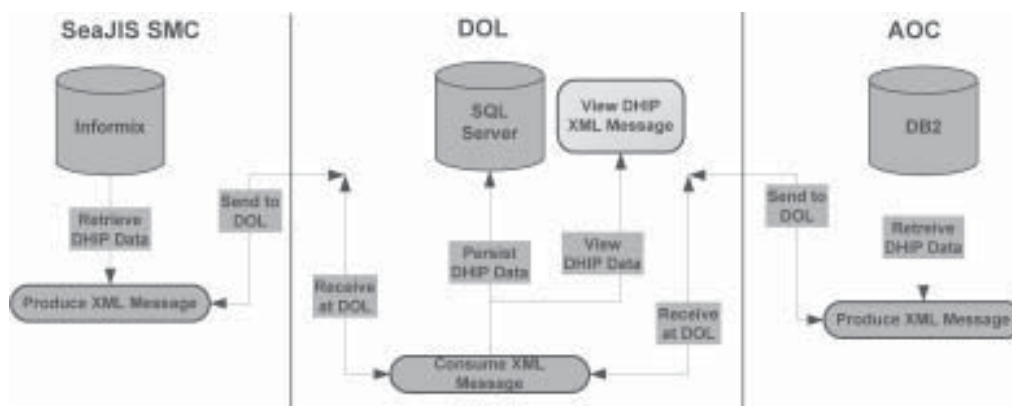 SeaJIS SMC
DOL
AOC
Informix
SQL
Server
View DHIP
XML Message
DB2
Retrieve
DHIP Data
Send to
DOL
Persist
DHIP Data
View
DHIP Data
Send to
DOL
Retreive
DHIP Data
Produce XML Message
Receive
at DOL
Receive
at DOL
Produce XML Message
Consume XML
Message